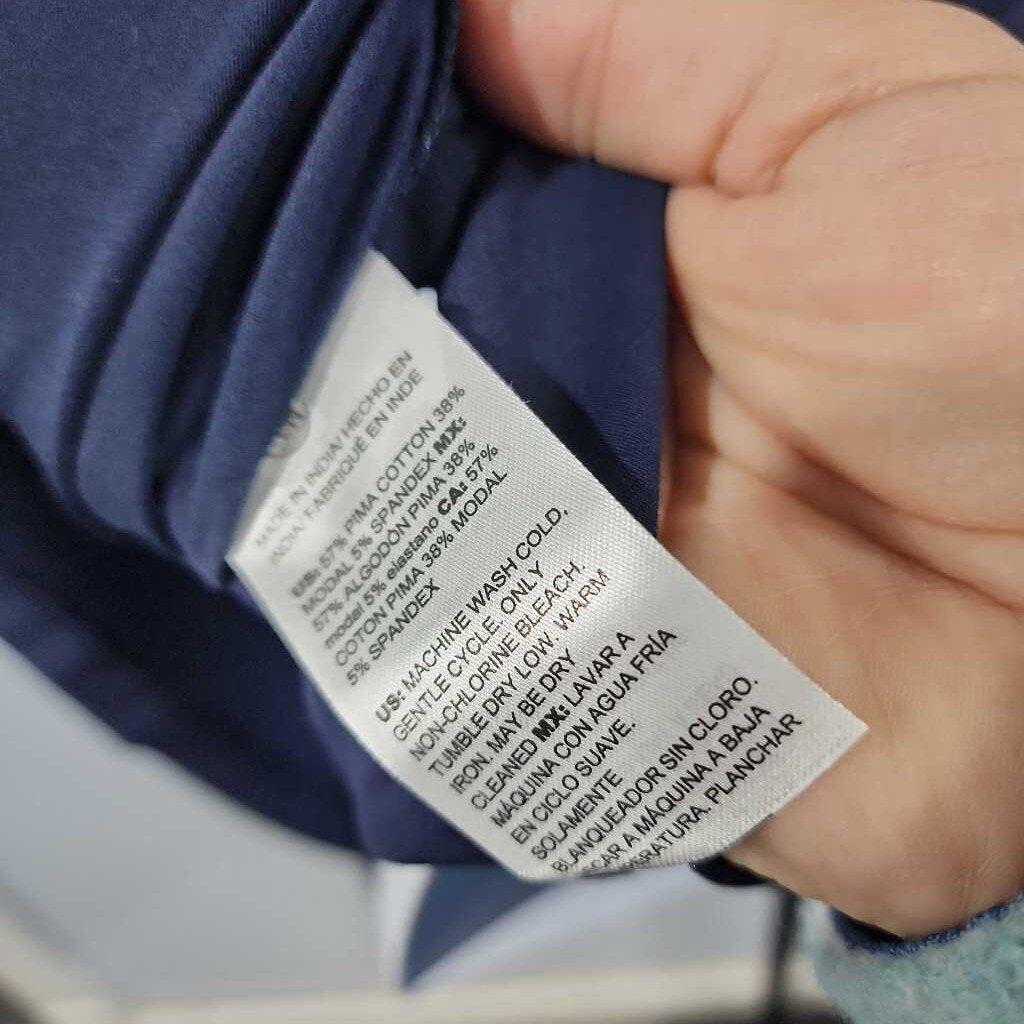 MADE IN INDIA/ HECHO EN
INDIA/ FABRIQUÉ EN INDE
US: 57% PIMA COTTON 38%
MODAL 5% SPANDEX MX:
57% ALGODÓN PIMA 38%
modal 5% elastano CA: 57%
COTON PIMA 38% MODAL
5% SPANDEX
US: MACHINE WASH COLD.
GENTLE CYCLE. ONLY
NON-CHLORINE BLEACH.
TUMBLE DRY LOW. WARM
IRON. MAY BE DRY
CLEANED MX: LAVAR A
MÁQUINA CON AGUA FRÍA
EN CICLO SUAVE.
SOLAMENTE
BLANQUEADOR SIN CLORO.
A MÁQUINA A BAJA
PLANCHAR